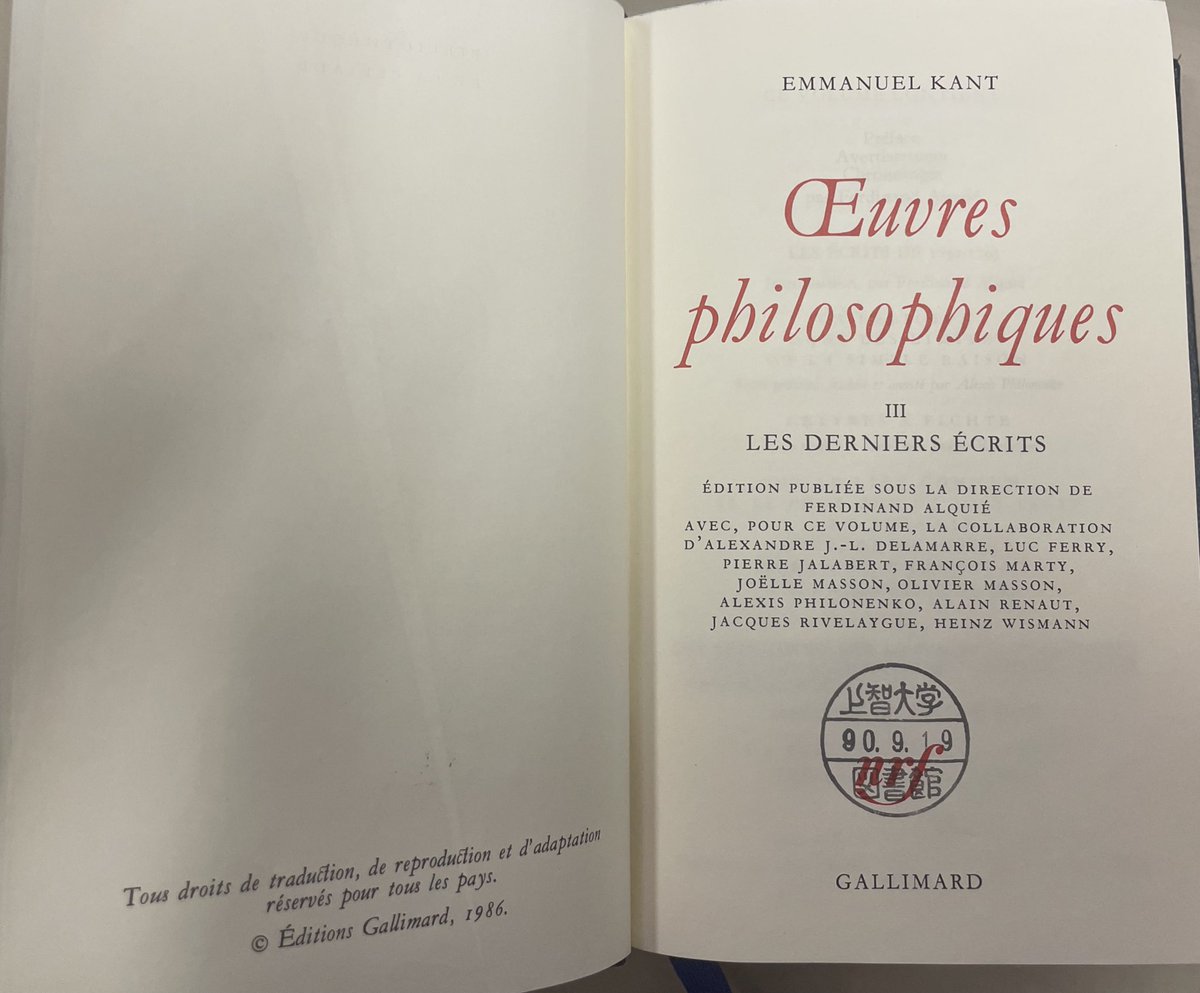 Tous droits de traduction, de reproduction et d'adaptation
réservés pour tous les pays.
© Éditions Gallimard, 1986.
EMMANUEL KANT
Œuvres
philosophiques
III
LES DERNIERS ÉCRITS
ÉDITION PUBLIÉE SOUS LA DIRECTION DE
FERDINAND ALQUIÉ
AVEC, POUR CE VOLUME, LA COLLABORATION
D'ALEXANDRE J.-L. DELAMARRE, LUC FERRY,
PIERRE JALABERT, FRANÇOIS MARTY,
JOËLLE MASSON, OLIVIER MASSON,
ALEXIS PHILONENKO, ALAIN RENAUT,
JACQUES RIVELAYGUE, HEINZ WISMANN
上智大学
90.9.19
nrf
図書館
GALLIMARD